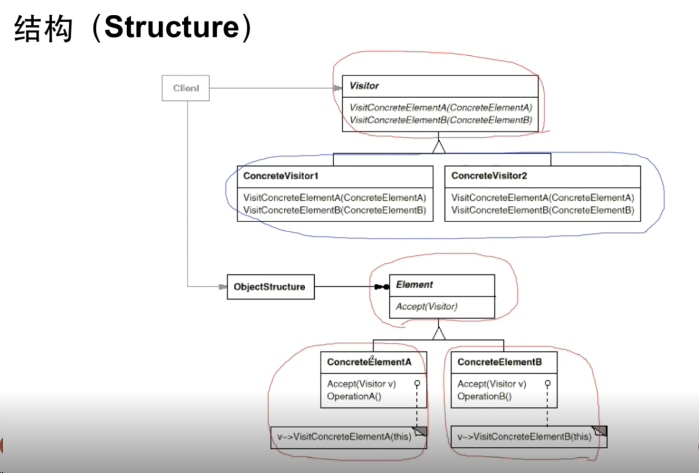 结构（Structure）
Client
Visitor
VisitConcreteElementA(ConcreteElementA)
VisitConcreteElementB(ConcreteElementB)
ConcreteVisitor1
VisitConcreteElementA(ConcreteElementA)
VisitConcreteElementB(ConcreteElementB)
ConcreteVisitor2
VisitConcreteElementA(ConcreteElementA)
VisitConcreteElementB(ConcreteElementB)
ObjectStructure
Element
Accept(Visitor)
ConcreteElementA
Accept(Visitor v)
OperationA()
v->VisitConcreteElementA(this)
ConcreteElementB
Accept(Visitor v)
OperationB()
v->VisitConcreteElementB(this)